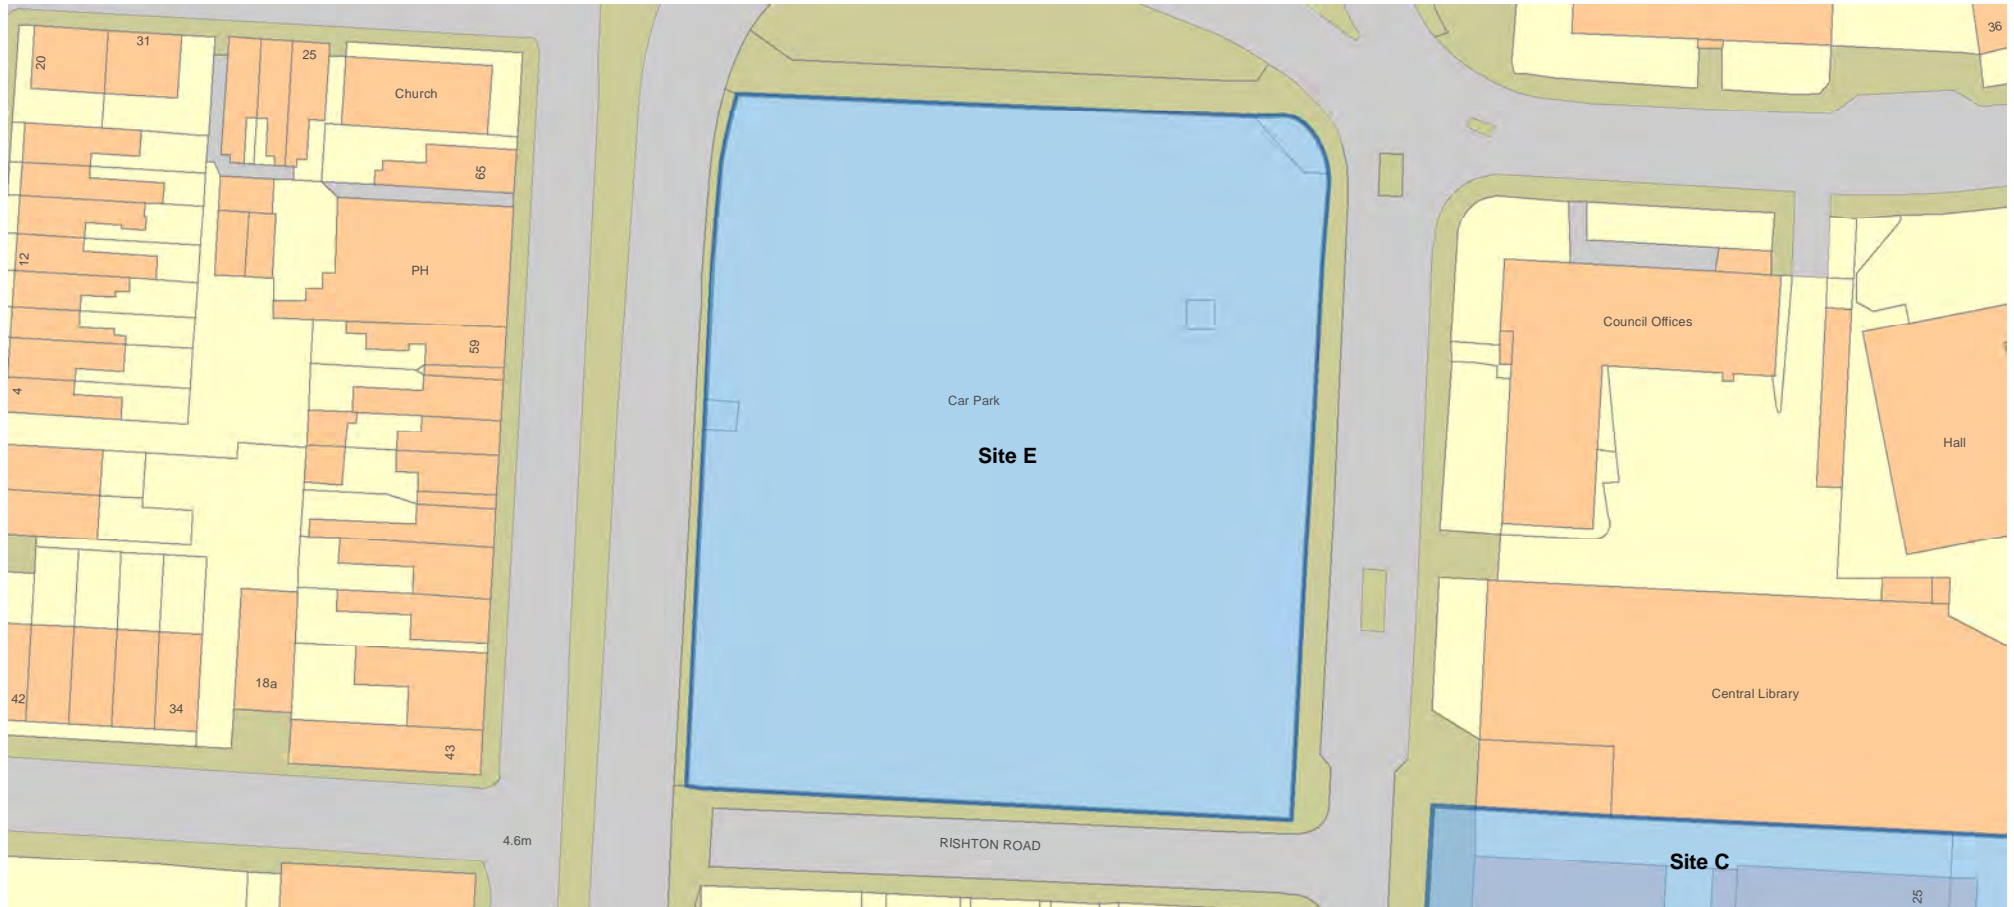 31
36
20
25
Church
65
12
PH
Council Offices
59
4
Car Park
Hall
Site E
18a
Central Library
42
34
43
4.6m
RISHTON ROAD
Site C
25